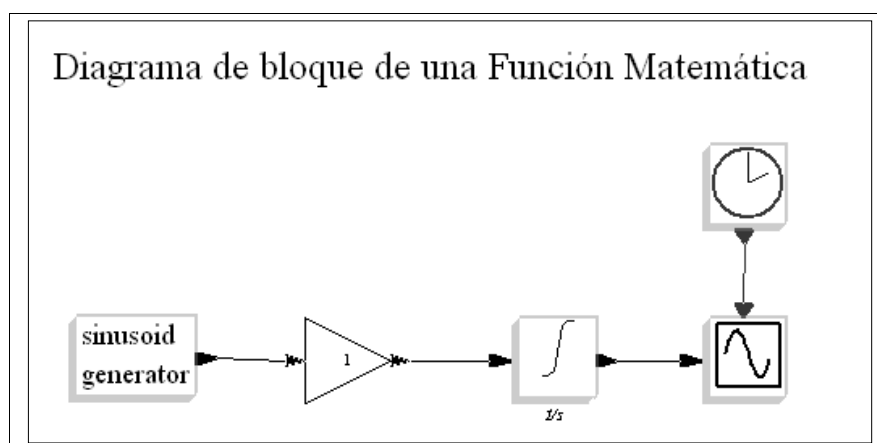 Diagrama de bloque de una Función Matemática
sinusoid
generator
1
1/s